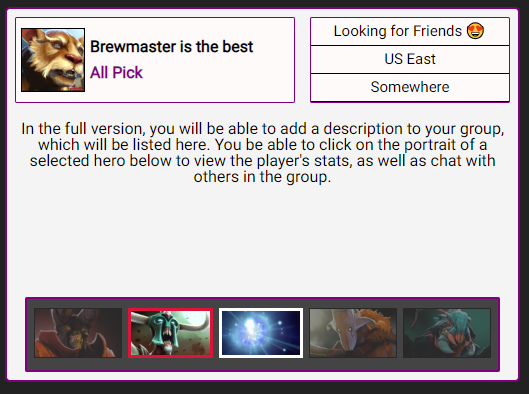 Brewmaster is the best
All Pick
Looking for Friends 😍
US East
Somewhere
In the full version, you will be able to add a description to your group,
which will be listed here. You be able to click on the portrait of a
selected hero below to view the player's stats, as well as chat with
others in the group.